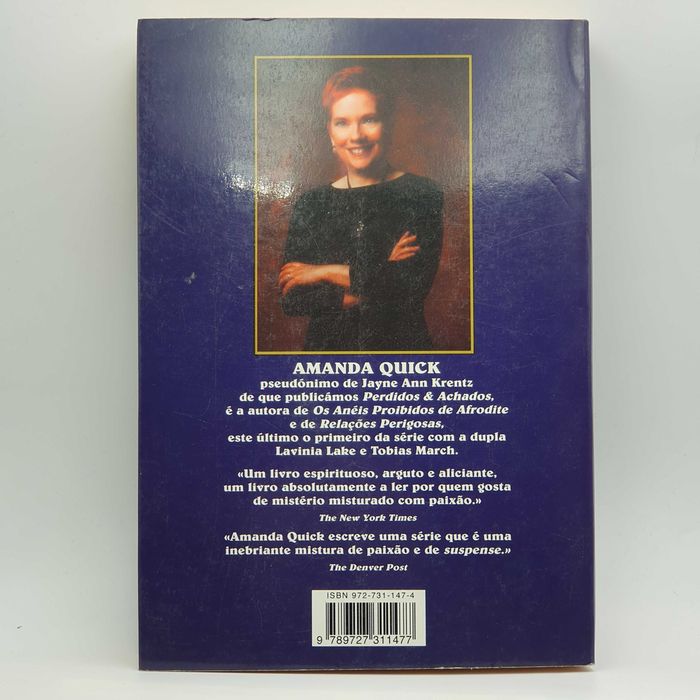 AMANDA QUICK
pseudónimo de Jayne Ann Krentz
de que publicámos Perdidos & Achados,
é a autora de Os Anéis Proibidos de Afrodite
e de Relações Perigosas,
este último o primeiro da série com a dupla
Lavinia Lake e Tobias March.
«Um livro espirituoso, arguto e aliciante,
um livro absolutamente a ler por quem gosta
de mistério misturado com paixão.»
The New York Times
«Amanda Quick escreve uma série que é uma
inebriante mistura de paixão e de suspense.»
The Denver Post
ISBN 972-731-147-4
9 789727 311477